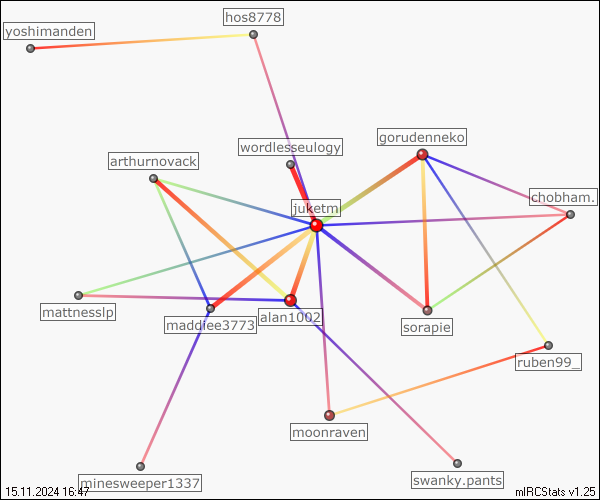 hos8778
yoshimanden
gorudenneko
wordlesseulogy
arthurnovack
chobham.
juketm
mattnesslp
maddiee3773
alan1002
sorapie
ruben99_
moonraven
minesweeper1337
swanky.pants
15.11.2024 16:47
mIRCStats v1.25